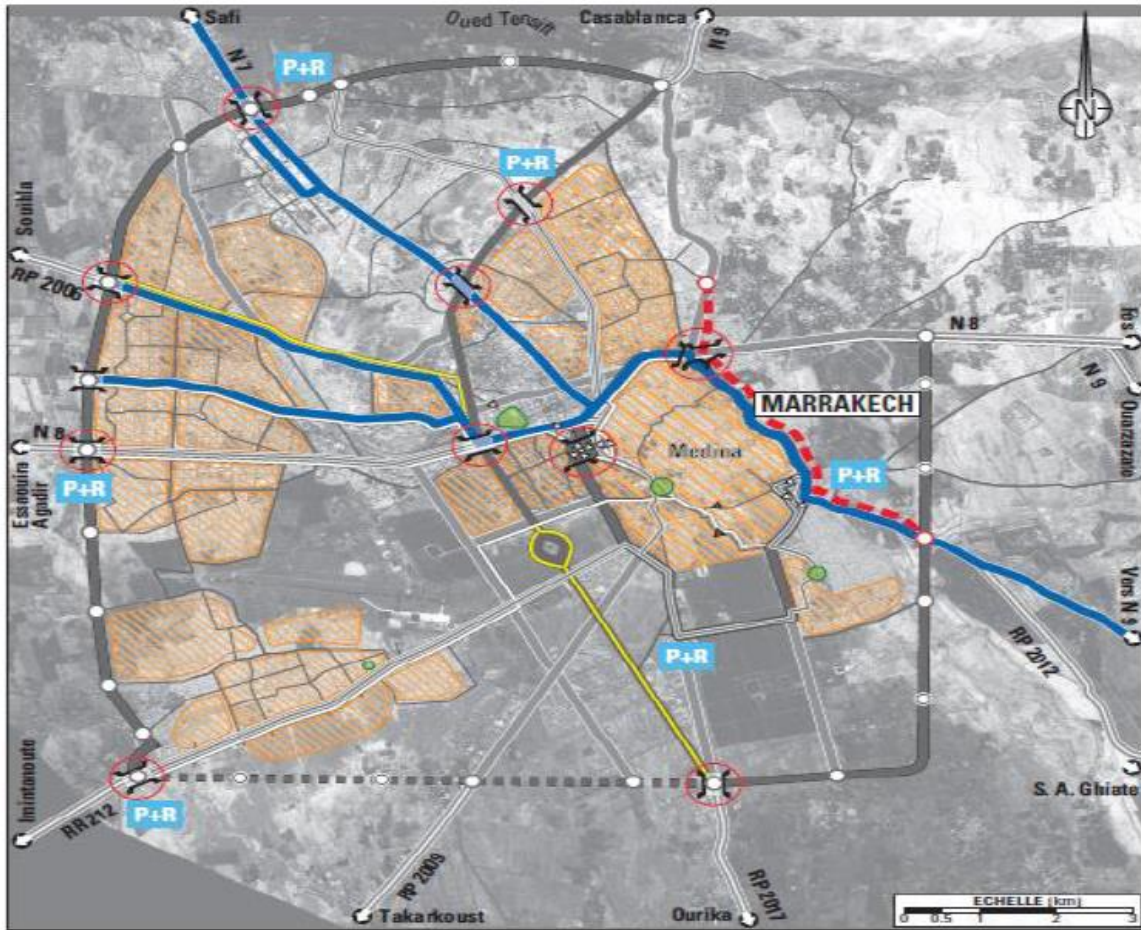 Safi
Oued Tensift
Casablanca
N 9
N 7
P+R
N
P+R
Souihla
RP 2006
N 8
fès
N 9
MARRAKECH
Ouarzazate
Medina
N 8
P+R
P+R
Essaouira
Agadir
Vers N 9
P+R
RP 2012
Imintanoute
S. A. Ghiate
RR212
P+R
RP 2009
RP 2017
Takarkoust
Ourika
ECHELLE (km)
0 0.5 1 2 3